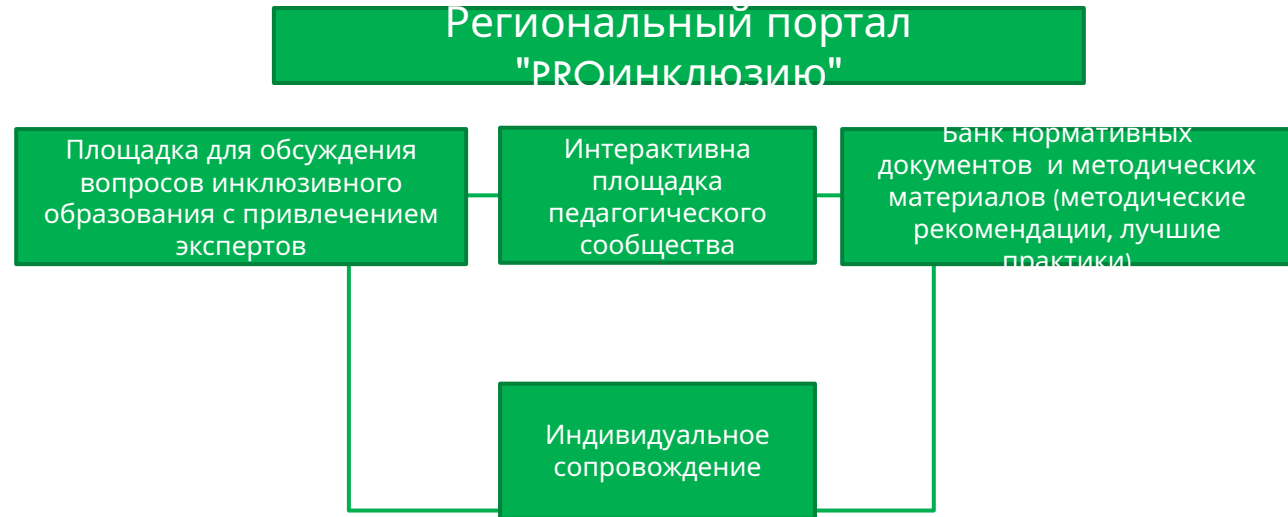 Региональный портал
"PROинклюзию"
Площадка для обсуждения
вопросов инклюзивного
образования с привлечением
экспертов
Интерактивна
площадка
педагогического
сообщества
Банк нормативных
документов  и методических
материалов (методические
рекомендации, лучшие
практики)
Индивидуальное
сопровождение